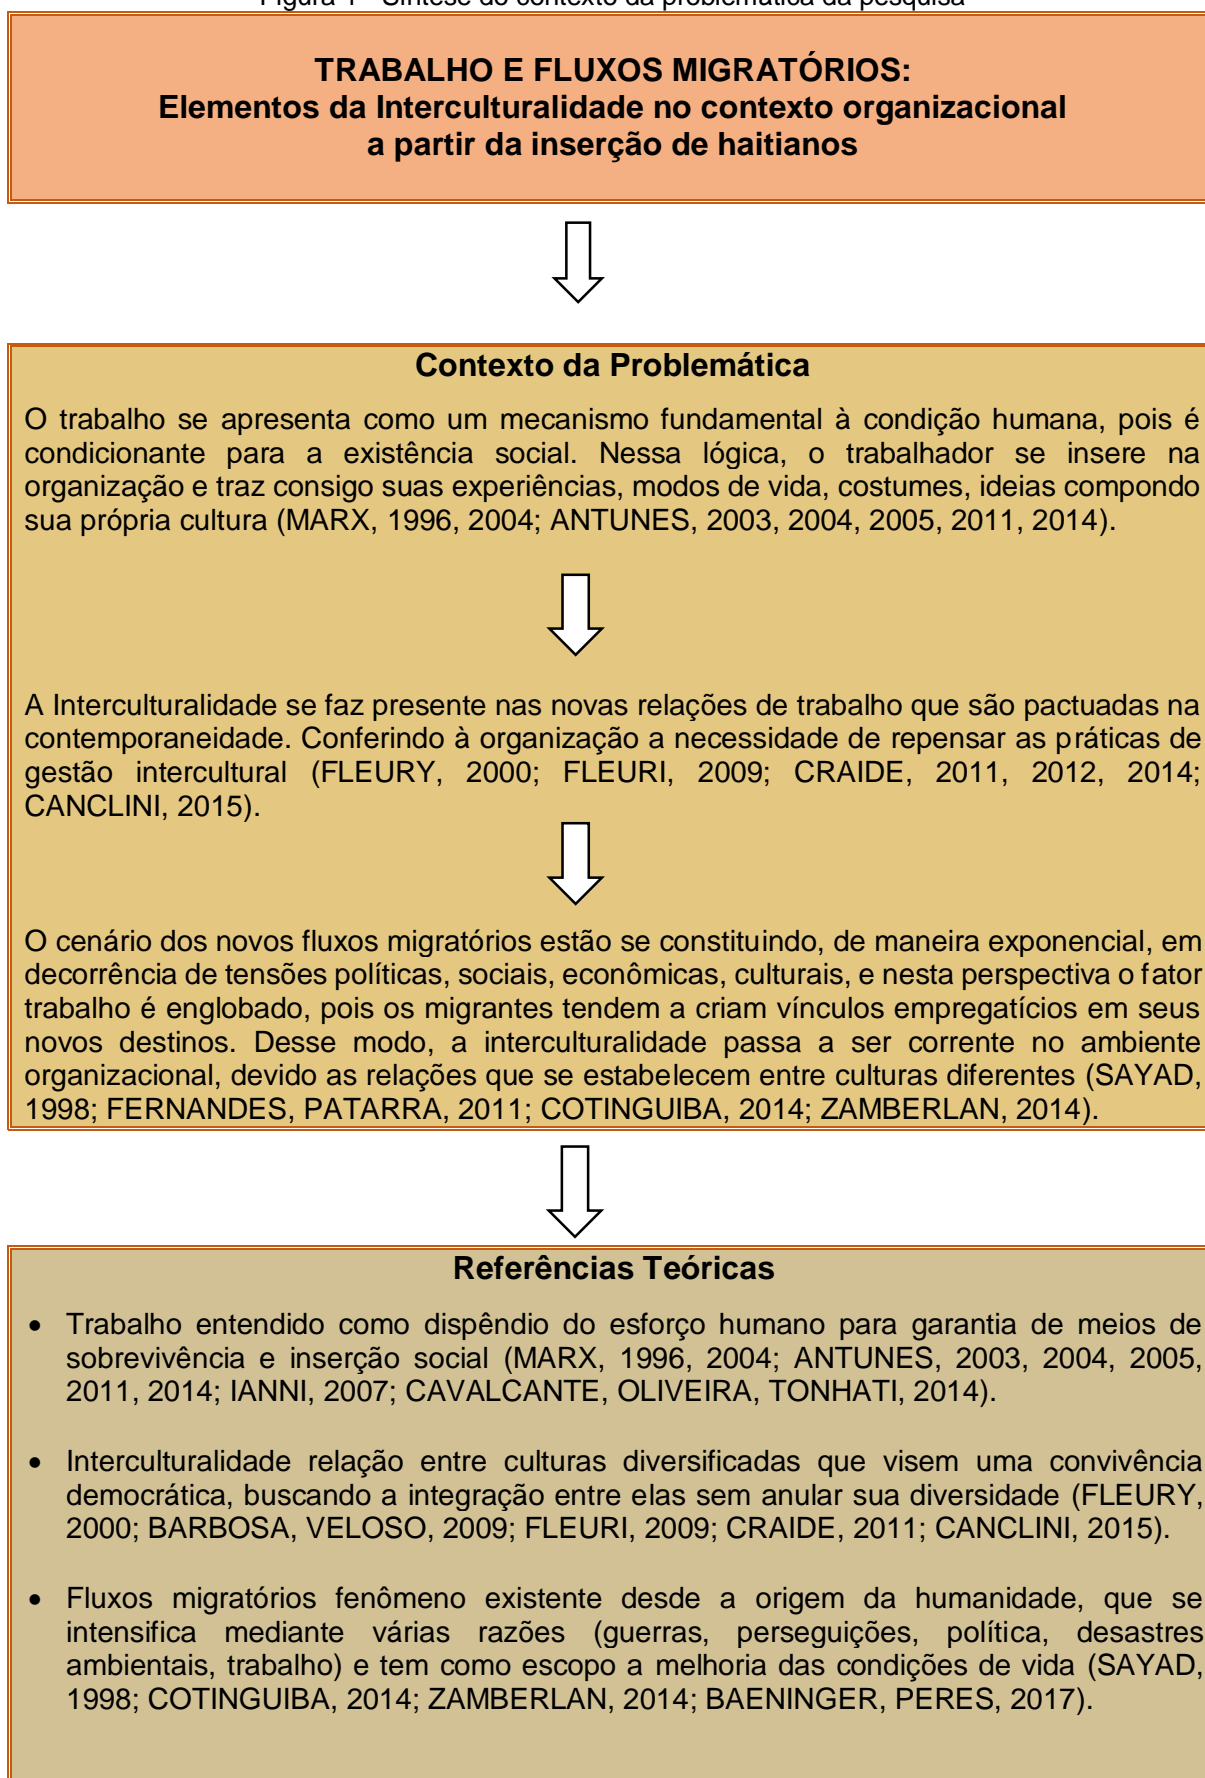 Figura 1 - Síntese do contexto da problemática da pesquisa
TRABALHO E FLUXOS MIGRATÓRIOS:
Elementos da Interculturalidade no contexto organizacional
a partir da inserção de haitianos
Contexto da Problemática
O trabalho se apresenta como um mecanismo fundamental à condição humana, pois é
condicionante para a existência social. Nessa lógica, o trabalhador se insere na
organização e traz consigo suas experiências, modos de vida, costumes, ideias compondo
sua própria cultura (MARX, 1996, 2004; ANTUNES, 2003, 2004, 2005, 2011, 2014).
A Interculturalidade se faz presente nas novas relações de trabalho que são pactuadas na
contemporaneidade. Conferindo à organização a necessidade de repensar as práticas de
gestão intercultural (FLEURY, 2000; FLEURI, 2009; CRAIDE, 2011, 2012, 2014;
CANCLINI, 2015).
O cenário dos novos fluxos migratórios estão se constituindo, de maneira exponencial, em
decorrência de tensões políticas, sociais, econômicas, culturais, e nesta perspectiva o fator
trabalho é englobado, pois os migrantes tendem a criam vínculos empregatícios em seus
novos destinos. Desse modo, a interculturalidade passa a ser corrente no ambiente
organizacional, devido as relações que se estabelecem entre culturas diferentes (SAYAD,
1998; FERNANDES, PATARRA, 2011; COTINGUIBA, 2014; ZAMBERLAN, 2014).
Referências Teóricas
• Trabalho entendido como dispêndio do esforço humano para garantia de meios de
sobrevivência e inserção social (MARX, 1996, 2004; ANTUNES, 2003, 2004, 2005,
2011, 2014; IANNI, 2007; CAVALCANTE, OLIVEIRA, TONHATI, 2014).
• Interculturalidade relação entre culturas diversificadas que visem uma convivência
democrática, buscando a integração entre elas sem anular sua diversidade (FLEURY,
2000; BARBOSA, VELOSO, 2009; FLEURI, 2009; CRAIDE, 2011; CANCLINI, 2015).
• Fluxos migratórios fenômeno existente desde a origem da humanidade, que se
intensifica mediante várias razões (guerras, perseguições, política, desastres
ambientais, trabalho) e tem como escopo a melhoria das condições de vida (SAYAD,
1998; COTINGUIBA, 2014; ZAMBERLAN, 2014; BAENINGER, PERES, 2017).